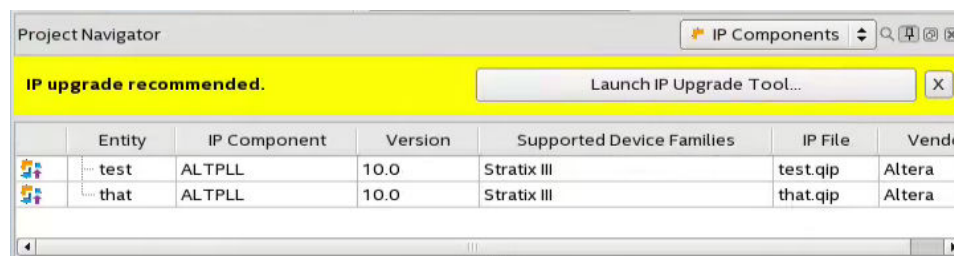 Project Navigator IP Components
IP upgrade recommended. Launch IP Upgrade Tool... X
Entity IP Component Version Supported Device Families IP File Vend
test ALTPLL 10.0 Stratix III test.qip Altera
that ALTPLL 10.0 Stratix III that.qip Altera